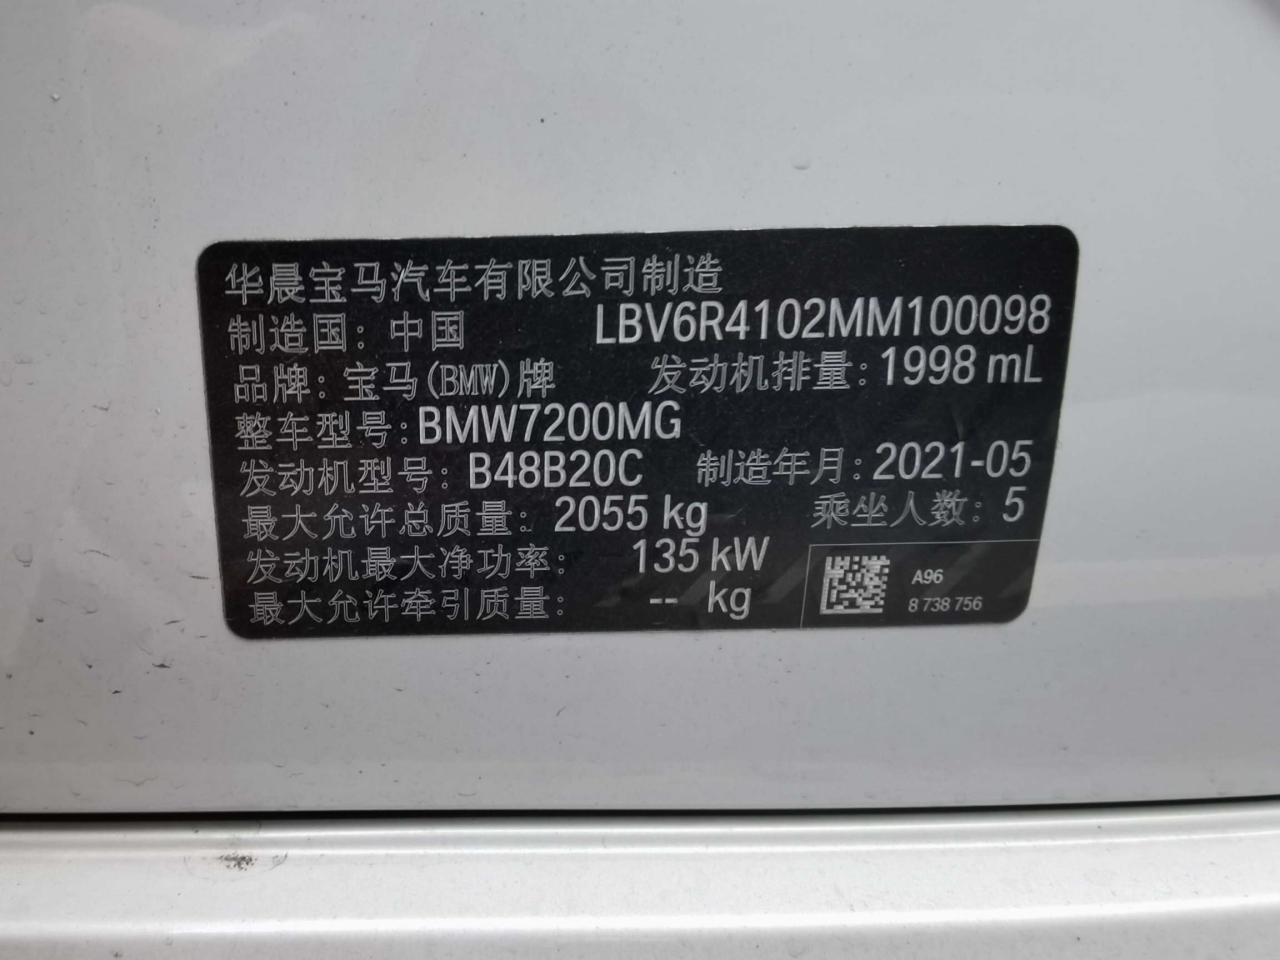 华晨宝马汽车有限公司制造
制造国：中国 LBV6R4102MM100098
品牌：宝马(BMW)牌 发动机排量：1998 mL
整车型号：BMW7200MG
发动机型号：B48B20C 制造年月：2021-05
最大允许总质量：2055 kg 乘坐人数：5
发动机最大净功率：135 kW
最大允许牵引质量：-- kg
A96
8 738 756